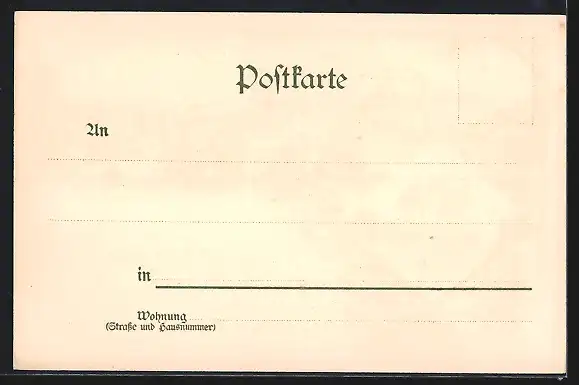 Poſtkarte
An
in
Wohnung
(Straße und Hausnummer)